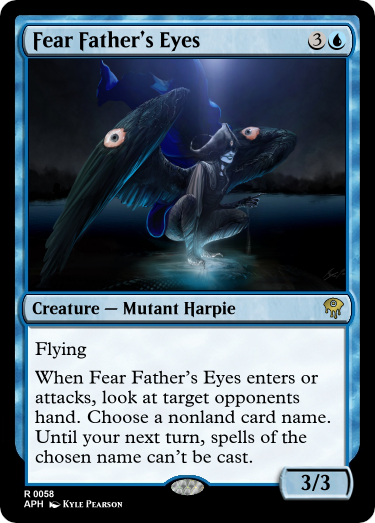 Fear Father's Eyes 3
Creature — Mutant Harpie
Flying
When Fear Father's Eyes enters or
attacks, look at target opponents
hand. Choose a nonland card name.
Until your next turn, spells of the
chosen name can't be cast.
3/3
R 0058
APH Kyle Pearson